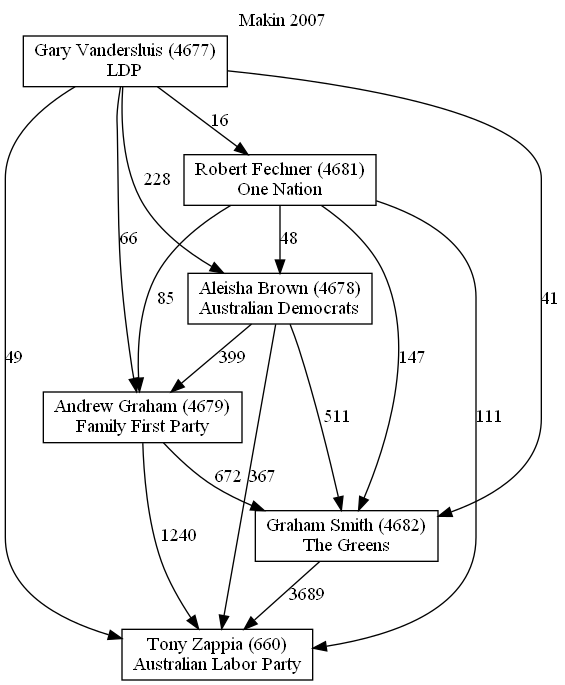 Makin 2007
Gary Vandersluis (4677)
LDP
16
Robert Fechner (4681)
One Nation
228
66
48
Aleisha Brown (4678)
Australian Democrats
85
41
49
399
147
Andrew Graham (4679)
Family First Party
511
111
672
367
Graham Smith (4682)
The Greens
1240
3689
Tony Zappia (660)
Australian Labor Party